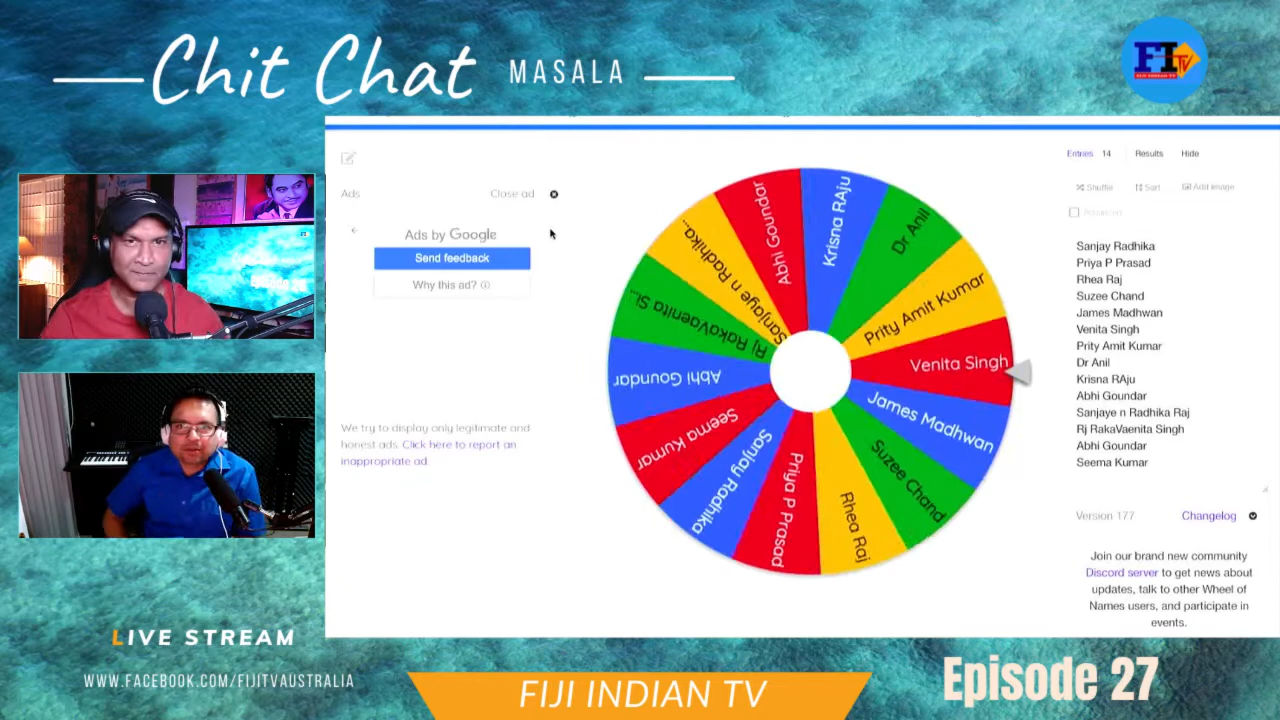 Chit Chat MASALA
FI TV
FIJI INDIAN TV
Entries 14 Results Hide
Shuffle Sort Add image
Advanced
Ads Close ad
Ads by Google
Send feedback
Why this ad?
We try to display only legitimate and
honest ads. Click here to report an
inappropriate ad.
Krisna RAju
Dr Anil
Prity Amit Kumar
Venita Singh
James Madhwan
Suzee Chand
Rhea Raj
Priya P Prasad
Sanjay Radhika
Seema Kumar
Abhi Goundar
Rj RakaVaenita Si...
Sanjaye n Radhika...
Abhi Goundar
Sanjay Radhika
Priya P Prasad
Rhea Raj
Suzee Chand
James Madhwan
Venita Singh
Prity Amit Kumar
Dr Anil
Krisna RAju
Abhi Goundar
Sanjaye n Radhika Raj
Rj RakaVaenita Singh
Abhi Goundar
Seema Kumar
Version 177 Changelog
Join our brand new community
Discord server to get news about
updates, talk to other Wheel of
Names users, and participate in
events.
Episode 26
LIVE STREAM
WWW.FACEBOOK.COM/FIJITVAUSTRALIA
FIJI INDIAN TV
Episode 27